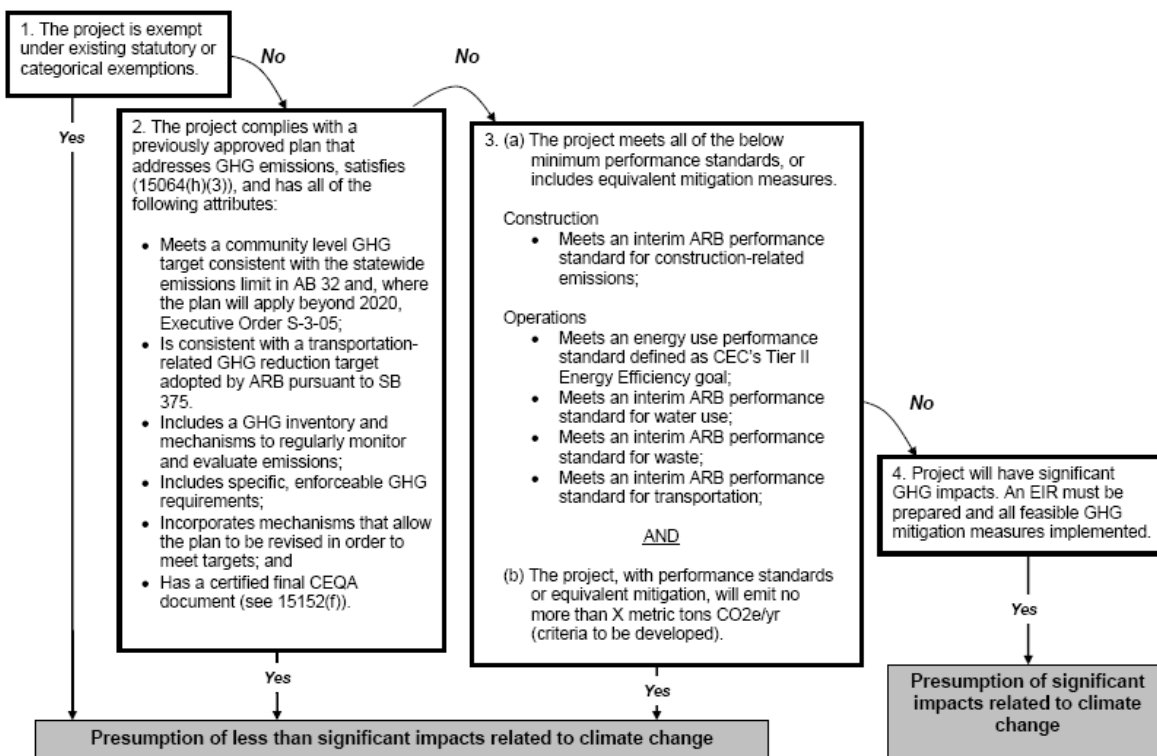 1. The project is exempt
under existing statutory or
categorical exemptions.
No
No
Yes
2. The project complies with a
previously approved plan that
addresses GHG emissions, satisfies
(15064(h)(3)), and has all of the
following attributes:
• Meets a community level GHG
target consistent with the statewide
emissions limit in AB 32 and, where
the plan will apply beyond 2020,
Executive Order S-3-05;
• Is consistent with a transportation-
related GHG reduction target
adopted by ARB pursuant to SB
375.
• Includes a GHG inventory and
mechanisms to regularly monitor
and evaluate emissions;
• Includes specific, enforceable GHG
requirements;
• Incorporates mechanisms that allow
the plan to be revised in order to
meet targets; and
• Has a certified final CEQA
document (see 15152(f)).
3. (a) The project meets all of the below
minimum performance standards, or
includes equivalent mitigation measures.
Construction
• Meets an interim ARB performance
standard for construction-related
emissions;
Operations
• Meets an energy use performance
standard defined as CEC's Tier II
Energy Efficiency goal;
• Meets an interim ARB performance
standard for water use;
• Meets an interim ARB performance
standard for waste;
• Meets an interim ARB performance
standard for transportation;
AND
(b) The project, with performance standards
or equivalent mitigation, will emit no
more than X metric tons CO2e/yr
(criteria to be developed).
No
4. Project will have significant
GHG impacts. An EIR must be
prepared and all feasible GHG
mitigation measures implemented.
Yes
Yes
Yes
Presumption of less than significant impacts related to climate change
Presumption of significant
impacts related to climate
change